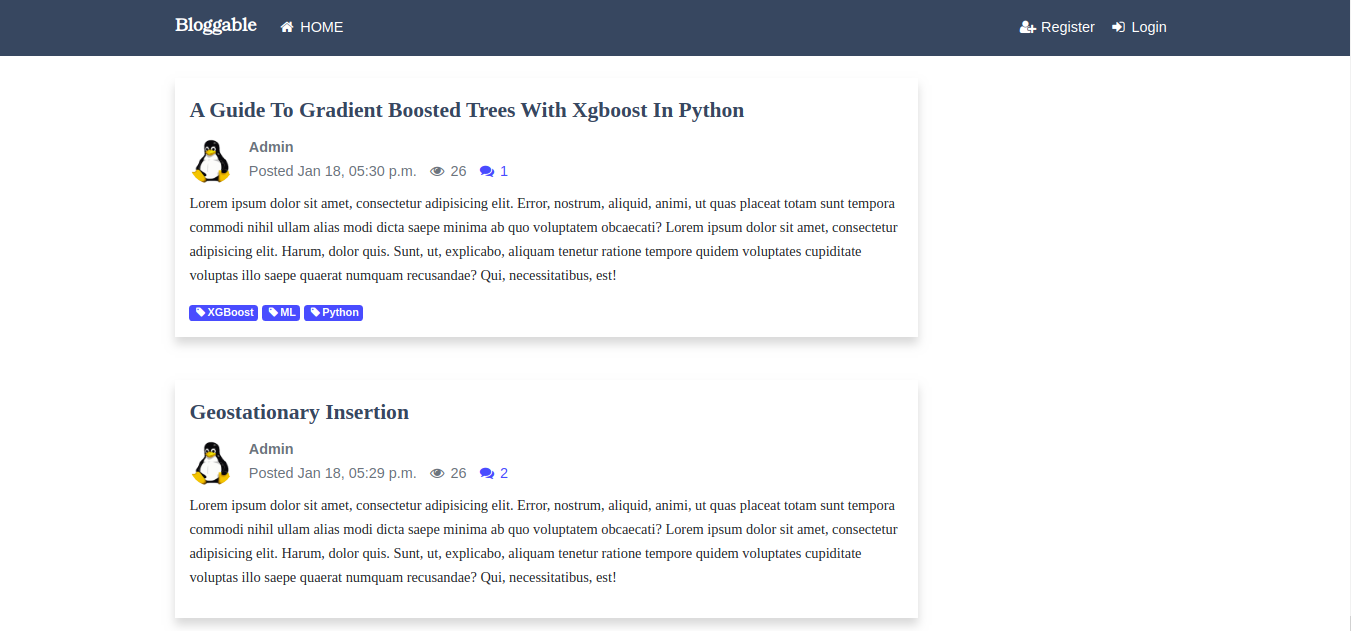 Bloggable HOME Register Login
A Guide To Gradient Boosted Trees With Xgboost In Python
Admin
Posted Jan 18, 05:30 p.m. 26 1
Lorem ipsum dolor sit amet, consectetur adipisicing elit. Error, nostrum, aliquid, animi, ut quas placeat totam sunt tempora
commodi nihil ullam alias modi dicta saepe minima ab quo voluptatem obcaecati? Lorem ipsum dolor sit amet, consectetur
adipisicing elit. Harum, dolor quis. Sunt, ut, explicabo, aliquam tenetur ratione tempore quidem voluptates cupiditate
voluptas illo saepe quaerat numquam recusandae? Qui, necessitatibus, est!
XGBoost ML Python
Geostationary Insertion
Admin
Posted Jan 18, 05:29 p.m. 26 2
Lorem ipsum dolor sit amet, consectetur adipisicing elit. Error, nostrum, aliquid, animi, ut quas placeat totam sunt tempora
commodi nihil ullam alias modi dicta saepe minima ab quo voluptatem obcaecati? Lorem ipsum dolor sit amet, consectetur
adipisicing elit. Harum, dolor quis. Sunt, ut, explicabo, aliquam tenetur ratione tempore quidem voluptates cupiditate
voluptas illo saepe quaerat numquam recusandae? Qui, necessitatibus, est!